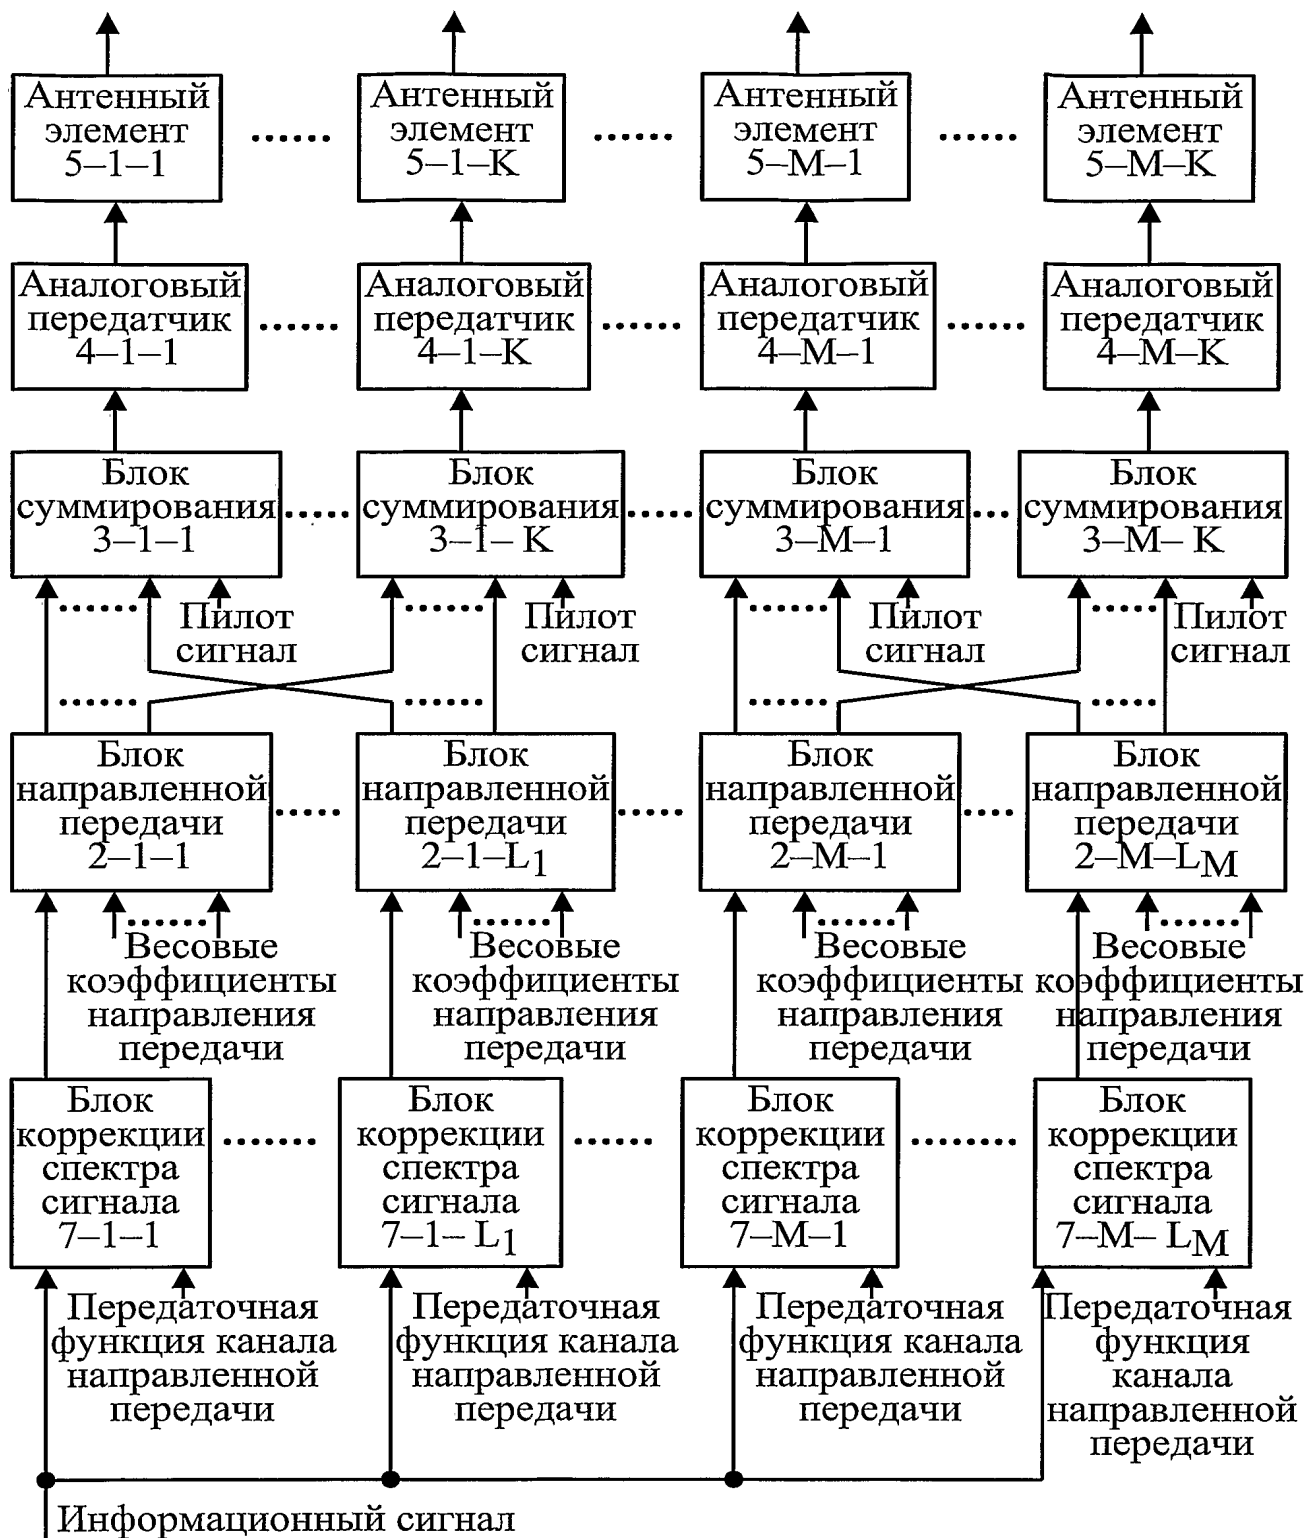 Антенный
элемент
5–1–1
Антенный
элемент
5–1–K
Антенный
элемент
5–M–1
Антенный
элемент
5–M–K
Аналоговый
передатчик
4–1–1
Аналоговый
передатчик
4–1–K
Аналоговый
передатчик
4–M–1
Аналоговый
передатчик
4–M–K
Блок
суммирования
3–1–1
Блок
суммирования
3–1– K
Блок
суммирования
3–M–1
Блок
суммирования
3–M– K
Пилот
сигнал
Пилот
сигнал
Пилот
сигнал
Пилот
сигнал
Блок
направленной
передачи
2–1–1
Блок
направленной
передачи
2–1–L1
Блок
направленной
передачи
2–M–1
Блок
направленной
передачи
2–M–LM
Весовые
коэффициенты
направления
передачи
Весовые
коэффициенты
направления
передачи
Весовые
коэффициенты
направления
передачи
Весовые
коэффициенты
направления
передачи
Блок
коррекции
спектра
сигнала
7–1–1
Блок
коррекции
спектра
сигнала
7–1– L1
Блок
коррекции
спектра
сигнала
7–M–1
Блок
коррекции
спектра
сигнала
7–M– LM
Передаточная
функция канала
направленной
передачи
Передаточная
функция канала
направленной
передачи
Передаточная
функция канала
направленной
передачи
Передаточная
функция
канала
направленной
передачи
Информационный сигнал